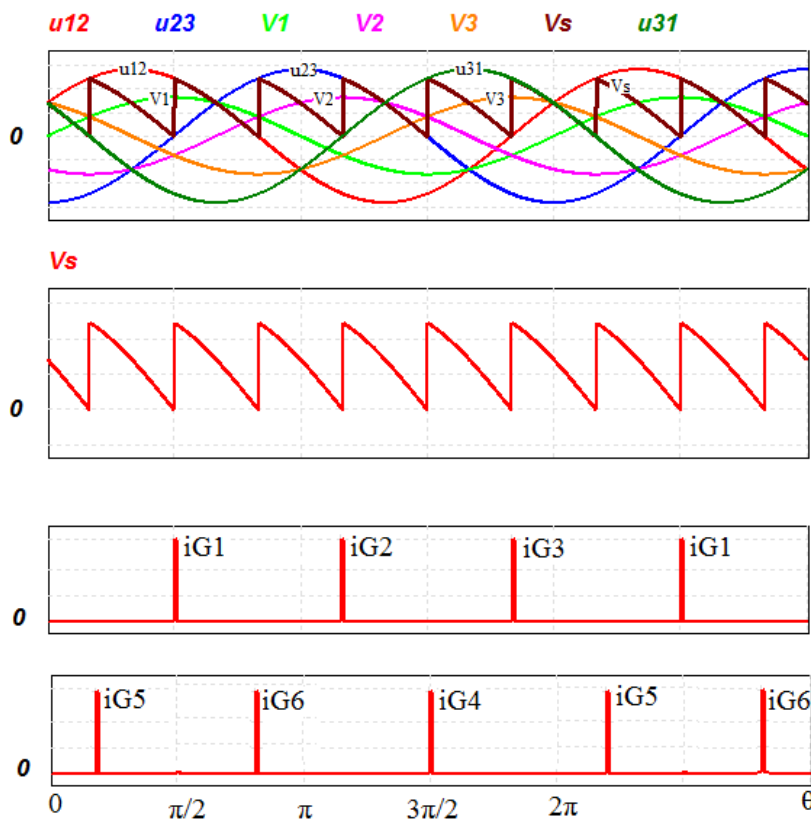 u12 u23 V1 V2 V3 Vs u31
u12 u23 u31
V1 V2 V3 Vs
0
Vs
0
iG1 iG2 iG3 iG1
0
iG5 iG6 iG4 iG5 iG6
0
0 π/2 π 3π/2 2π θ